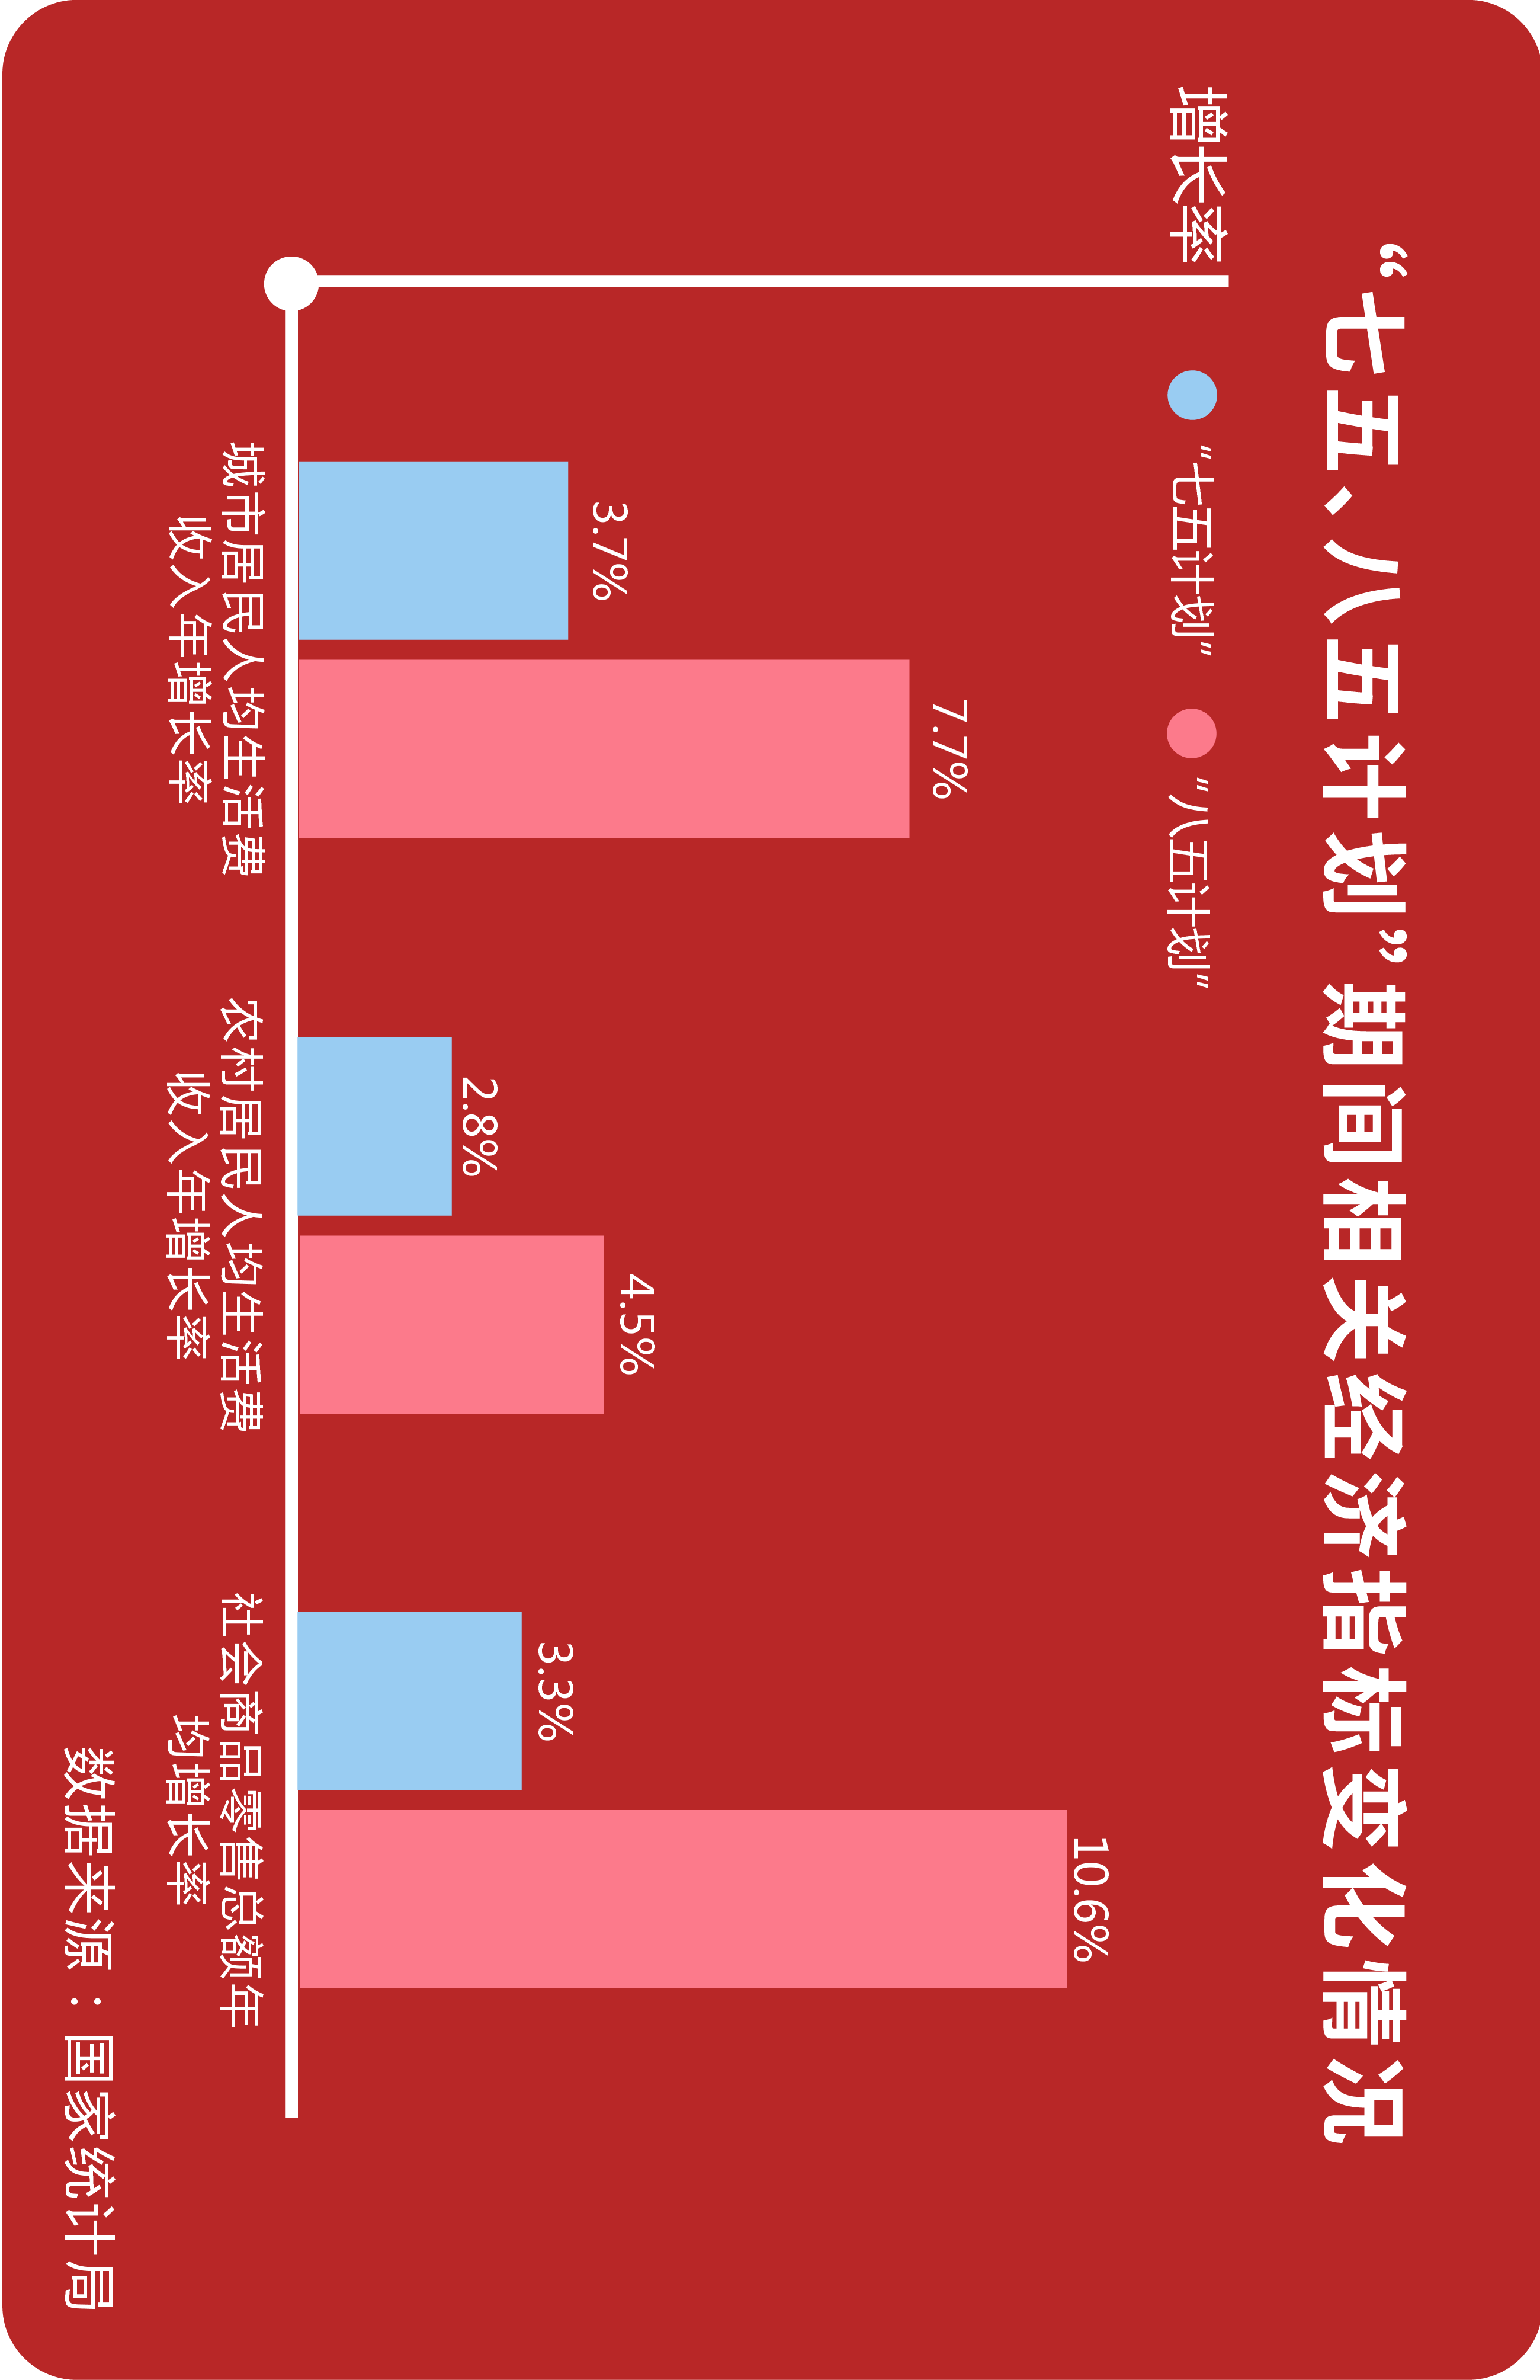 “七五、八五计划”期间相关经济指标变化情况
增长率
“七五计划”
“八五计划”
3.7%
7.7%
2.8%
4.5%
3.3%
10.6%
城市居民人均生活费
收入年增长率
农村居民人均生活费
收入年增长率
社会商品零售总额年
均增长率
数据来源：国家统计局